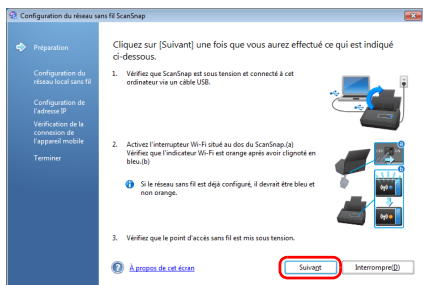 Configuration du réseau sans fil ScanSnap
Préparation
Configuration du
réseau local sans fil
Configuration de
l'adresse IP
Vérification de la
connexion de
l'appareil mobile
Terminer
Cliquez sur [Suivant] une fois que vous aurez effectué ce qui est indiqué
ci-dessous.
1. Vérifiez que ScanSnap est sous tension et connecté à cet
ordinateur via un câble USB.
2. Activez l'interrupteur Wi-Fi situé au dos du ScanSnap.(a)
Vérifiez que l'indicateur Wi-Fi est orange après avoir clignoté en
bleu.(b)
a
b
Si le réseau sans fil est déjà configuré, il devrait être bleu et
non orange.
3. Vérifiez que le point d'accès sans fil est mis sous tension.
À propos de cet écran
Suivant
Interrompre(D)